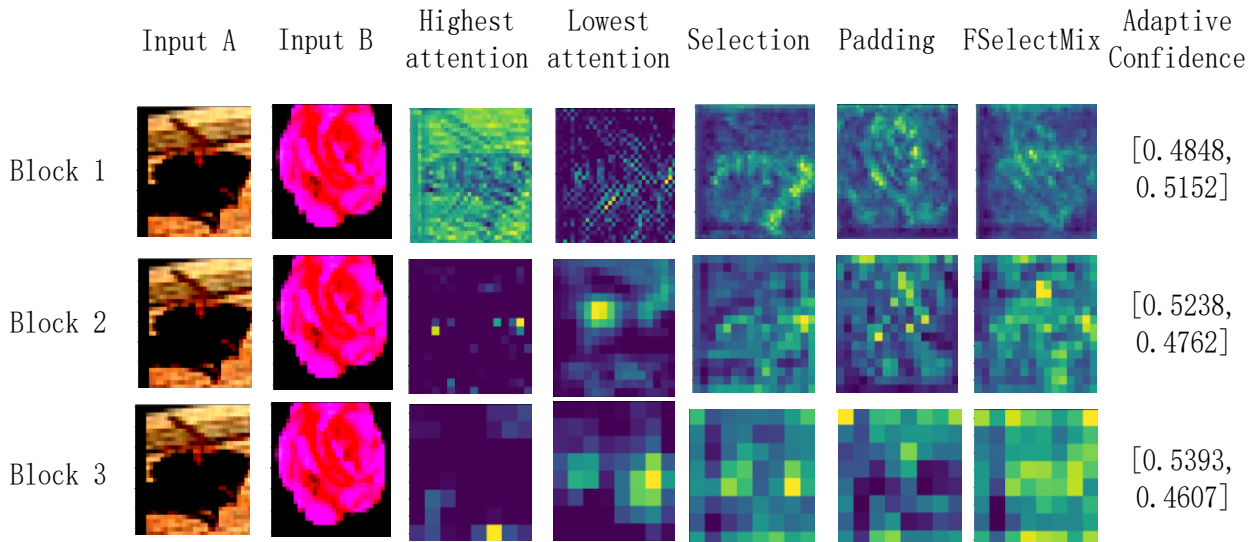 Input A Input B Highest attention Lowest attention Selection Padding FSelectMix Adaptive Confidence
Block 1 [0.4848, 0.5152]
Block 2 [0.5238, 0.4762]
Block 3 [0.5393, 0.4607]